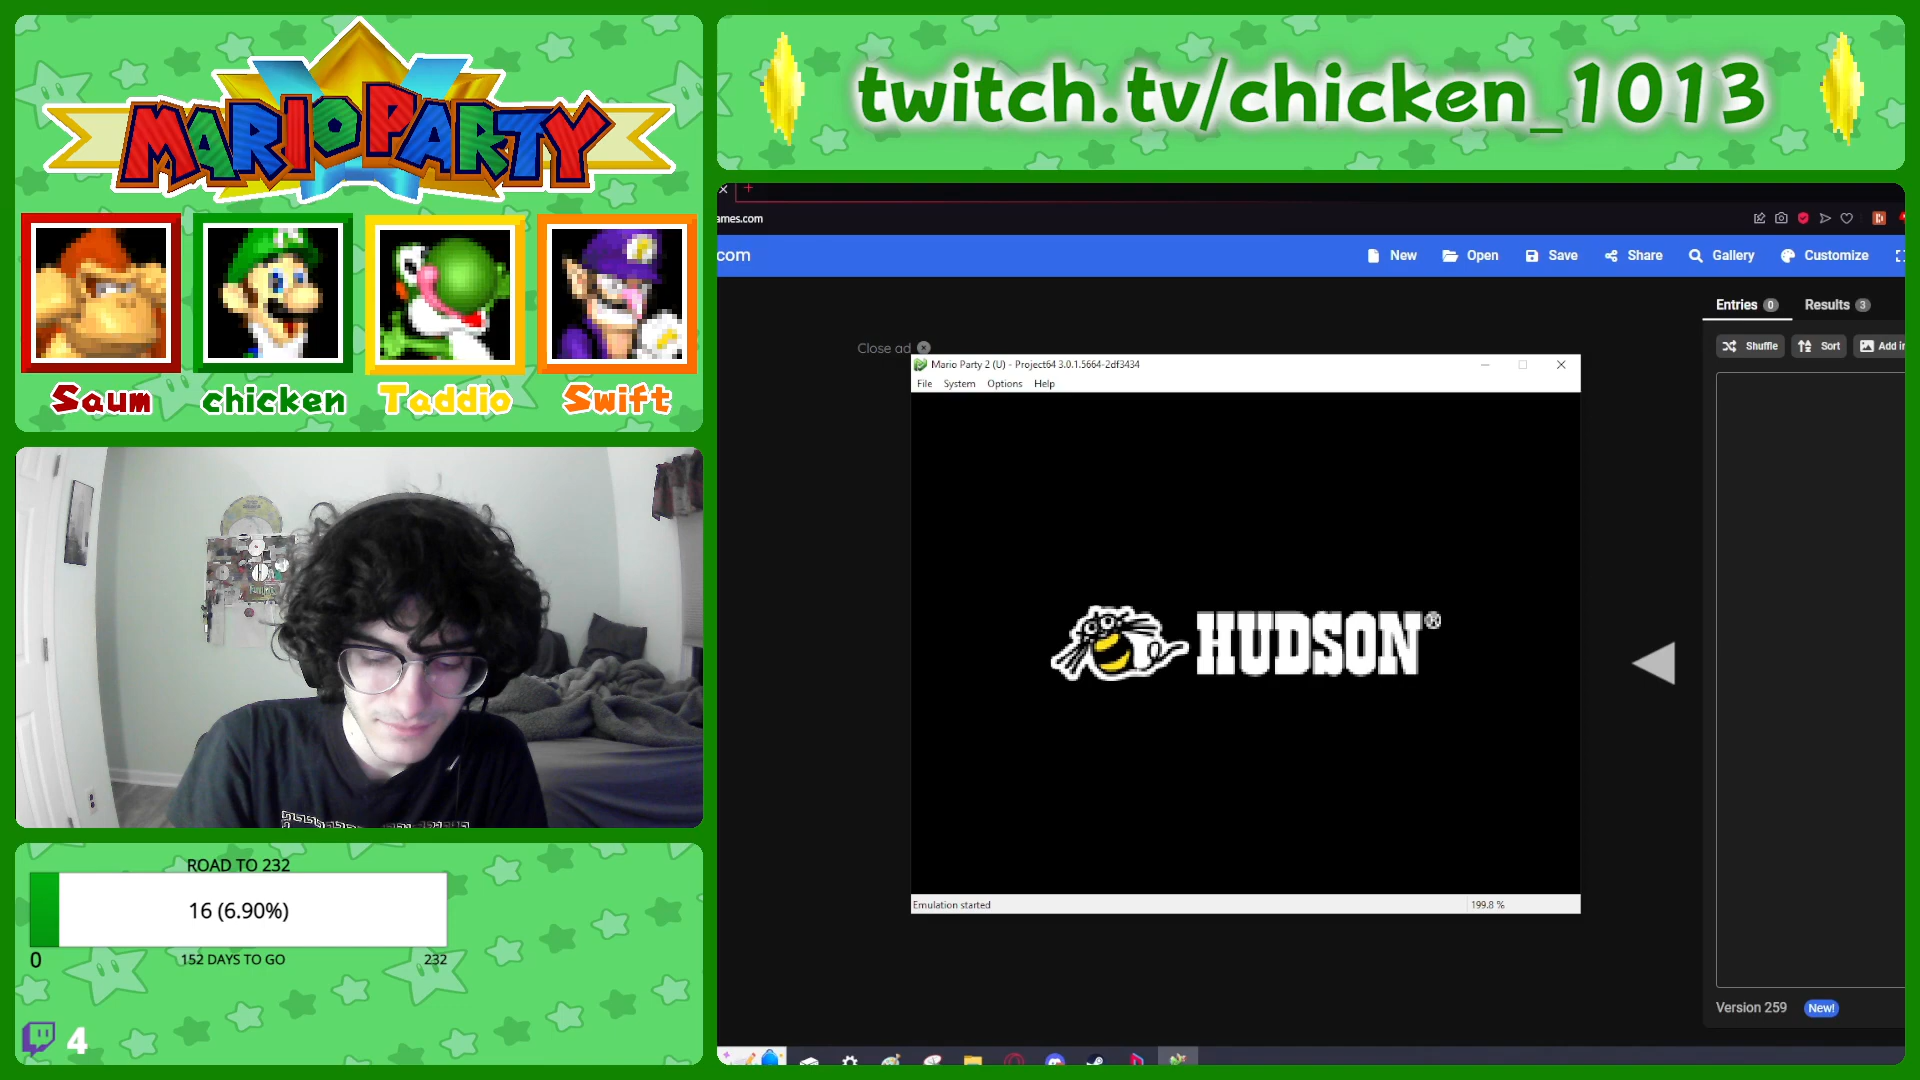 MARIO PARTY
Saum
chicken
Taddio
Swift
twitch.tv/chicken_1013
ames.com
com
New
Open
Save
Share
Gallery
Customize
Entries 0
Results 3
Shuffle
Sort
Add
Close ad
Mario Party 2 (U) - Project64 3.0.1.5664-2df3434
File System Options Help
HUDSON®
Emulation started
199.8 %
Version 259
New!
ROAD TO 232
16 (6.90%)
0
152 DAYS TO GO
232
4